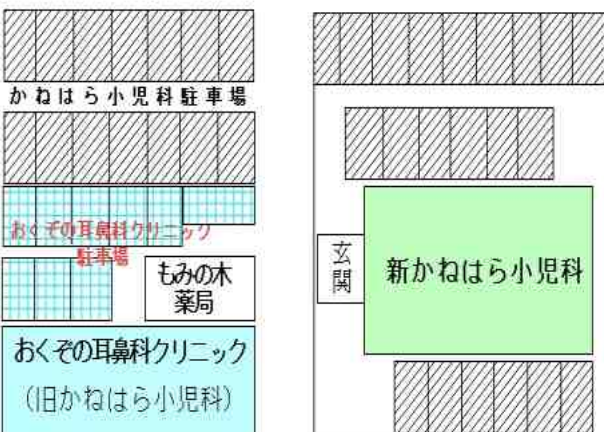 かねはら小児科駐車場
おくぞの耳鼻科クリニック
駐車場
もみの木
薬局
おくぞの耳鼻科クリニック
(旧かねはら小児科)
玄
関
新かねはら小児科